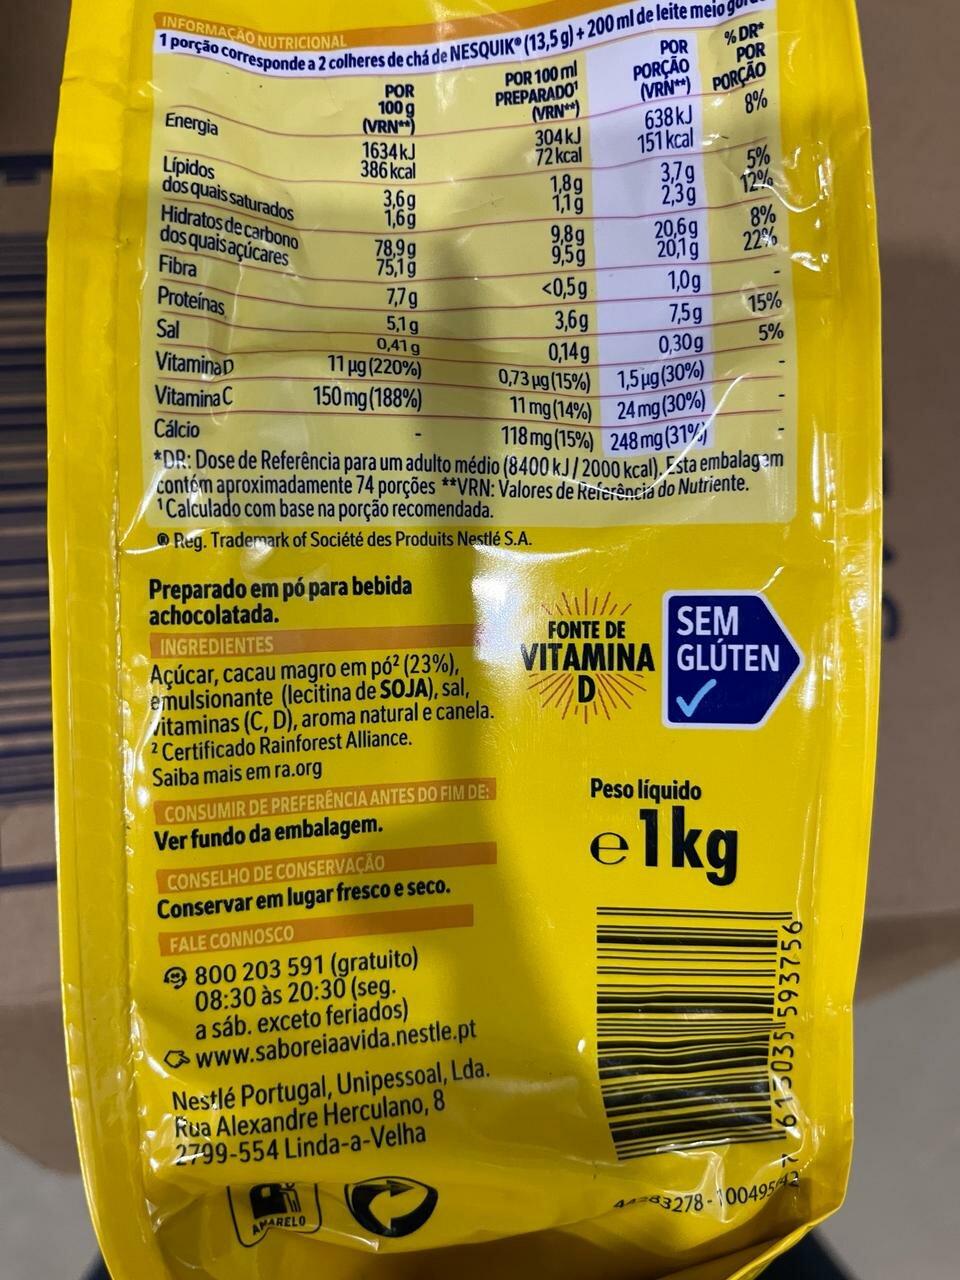 INFORMAÇÃO NUTRICIONAL
1 porção corresponde a 2 colheres de chá de NESQUIK® (13,5 g) + 200 ml de leite meio
POR 100 g (VRN**) POR 100 ml PREPARADO¹ (VRN**) POR PORÇÃO (VRN**) % DR* POR PORÇÃO
Energia 1634 kJ 304 kJ 638 kJ 8%
386 kcal 72 kcal 151 kcal
Lípidos 3,6 g 1,8 g 3,7 g 5%
dos quais saturados 1,6 g 1,1 g 2,3 g 12%
Hidratos de carbono 78,9 g 9,8 g 20,6 g 8%
dos quais açúcares 75,1 g 9,5 g 20,1 g 22%
Fibra 7,7 g <0,5 g 1,0 g -
Proteínas 5,1 g 3,6 g 7,5 g 15%
Sal 0,41 g 0,14 g 0,30 g 5%
Vitamina D 11 µg (220%) 0,73 µg (15%) 1,5 µg (30%) -
Vitamina C 150 mg (188%) 11 mg (14%) 24 mg (30%) -
Cálcio - 118 mg (15%) 248 mg (31%) -
*DR: Dose de Referência para um adulto médio (8400 kJ / 2000 kcal). Esta embalagem
contém aproximadamente 74 porções **VRN: Valores de Referência do Nutriente.
¹Calculado com base na porção recomendada.
® Reg. Trademark of Société des Produits Nestlé S.A.
Preparado em pó para bebida
achocolatada.
INGREDIENTES
Açúcar, cacau magro em pó² (23%),
emulsionante (lecitina de SOJA), sal,
vitaminas (C, D), aroma natural e canela.
² Certificado Rainforest Alliance.
Saiba mais em ra.org
FONTE DE
VITAMINA
D
SEM
GLÚTEN
CONSUMIR DE PREFERÊNCIA ANTES DO FIM DE:
Ver fundo da embalagem.
CONSELHO DE CONSERVAÇÃO
Conservar em lugar fresco e seco.
Peso líquido
e 1kg
FALE CONNOSCO
800 203 591 (gratuito)
08:30 às 20:30 (seg.
a sáb. exceto feriados)
www.saboreiaavida.nestle.pt
Nestlé Portugal, Unipessoal, Lda.
Rua Alexandre Herculano, 8
2799-554 Linda-a-Velha
AMARELO
7 613035 593756